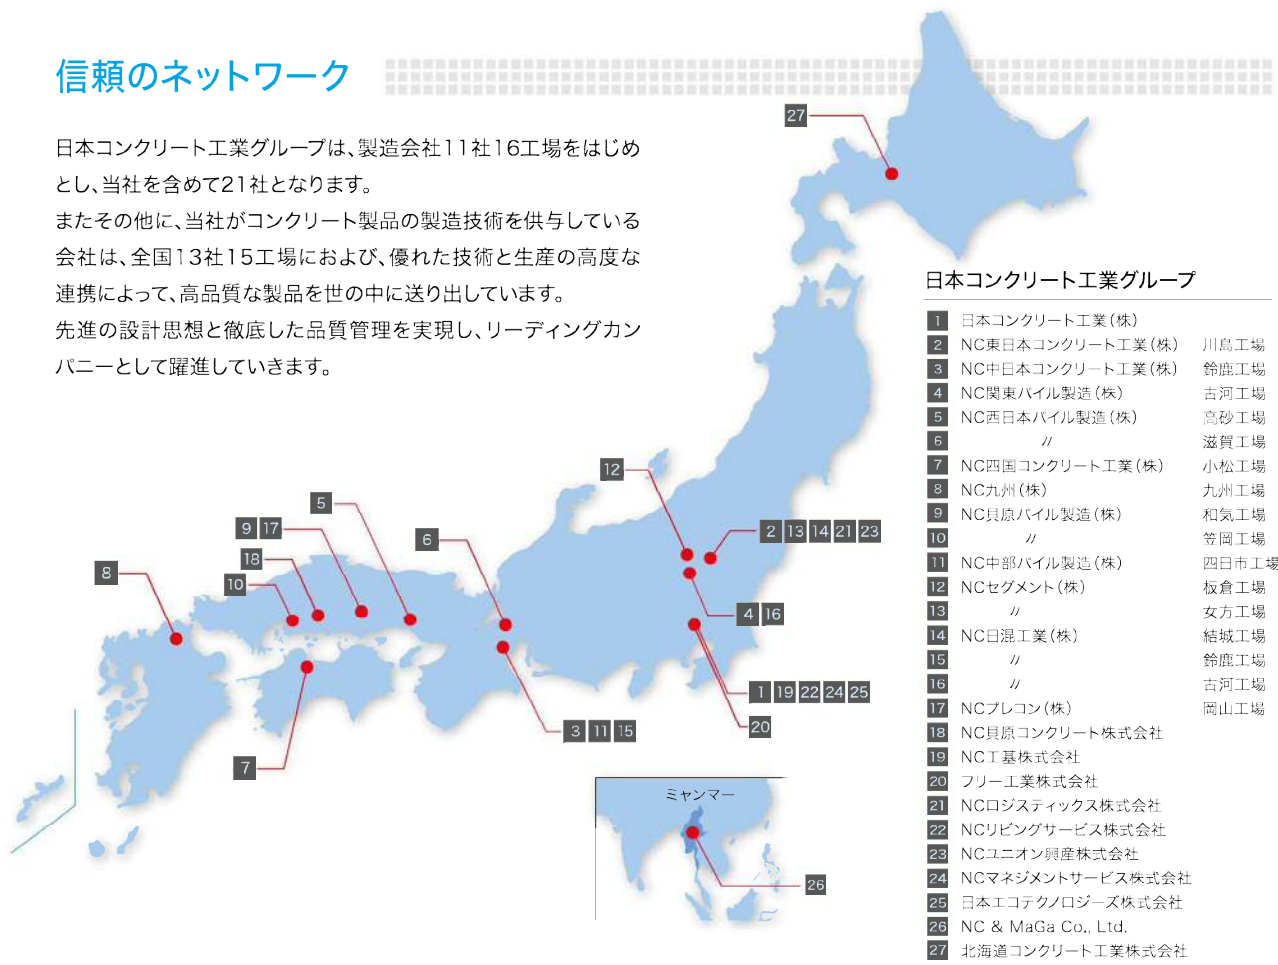 信頼のネットワーク
日本コンクリート工業グループは、製造会社11社16工場をはじめ
とし、当社を含めて21社となります。
またその他に、当社がコンクリート製品の製造技術を供与している
会社は、全国13社15工場におよび、優れた技術と生産の高度な
連携によって、高品質な製品を世の中に送り出しています。
先進の設計思想と徹底した品質管理を実現し、リーディングカン
パニーとして躍進していきます。
27
12
5
9 17
6
2 13 14 21 23
18
8
10
4 16
1 19 22 24 25
20
3 11 15
7
ミャンマー
26
日本コンクリート工業グループ
1 日本コンクリート工業(株)
2 NC東日本コンクリート工業(株) 川島工場
3 NC中日本コンクリート工業(株) 鈴鹿工場
4 NC関東パイル製造(株) 古河工場
5 NC西日本パイル製造(株) 高砂工場
6 〃 滋賀工場
7 NC四国コンクリート工業(株) 小松工場
8 NC九州(株) 九州工場
9 NC貝原パイル製造(株) 和気工場
10 〃 笠岡工場
11 NC中部パイル製造(株) 四日市工場
12 NCセグメント(株) 板倉工場
13 〃 女方工場
14 NC日混工業(株) 結城工場
15 〃 鈴鹿工場
16 〃 古河工場
17 NCプレコン(株) 岡山工場
18 NC貝原コンクリート株式会社
19 NC工基株式会社
20 フリー工業株式会社
21 NCロジスティックス株式会社
22 NCリビングサービス株式会社
23 NCユニオン興産株式会社
24 NCマネジメントサービス株式会社
25 日本エコテクノロジーズ株式会社
26 NC & MaGa Co., Ltd.
27 北海道コンクリート工業株式会社